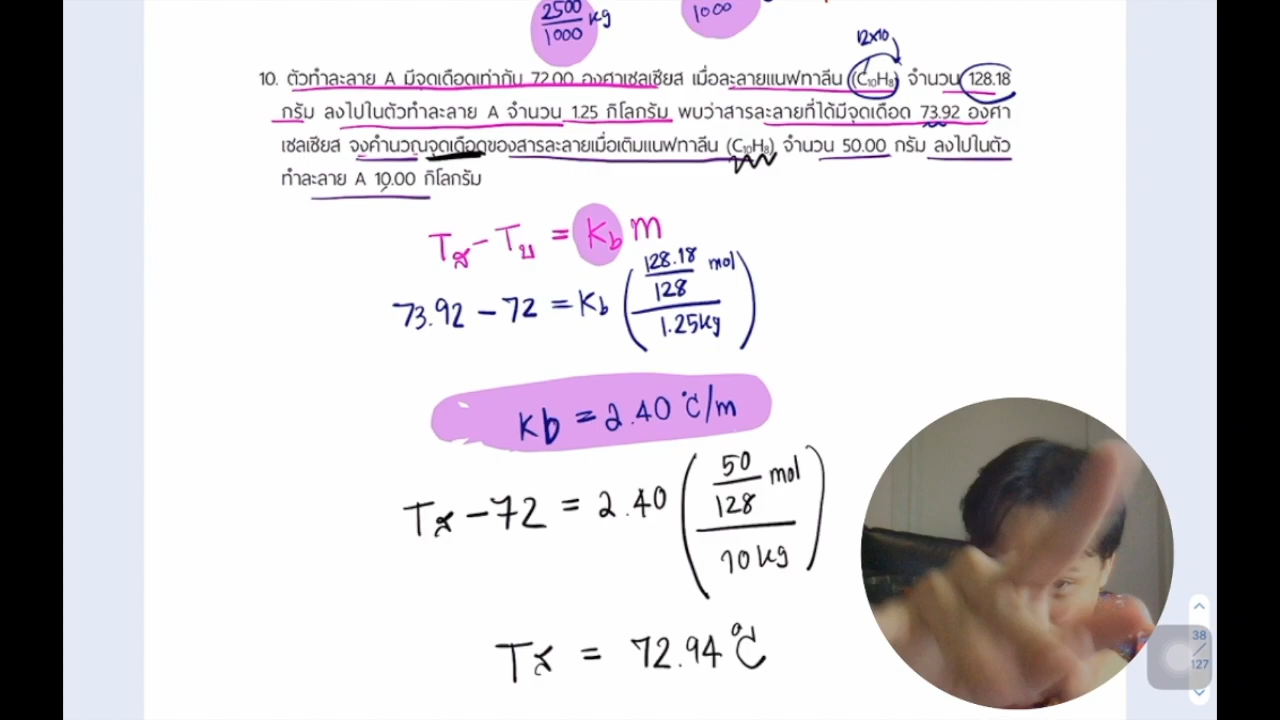 2500
1000 kg
1000
12x10
10. ตัวทำละลาย A มีจุดเดือดเท่ากับ 72.00 องศาเซลเซียส เมื่อละลายแนฟทาลีน (C₁₀H₈) จำนวน 128.18
กรัม ลงไปในตัวทำละลาย A จำนวน 1.25 กิโลกรัม พบว่าสารละลายที่ได้มีจุดเดือด 73.92 องศา
เซลเซียส จงคำนวณจุดเดือดของสารละลายเมื่อเติมแนฟทาลีน (C₁₀H₈) จำนวน 50.00 กรัม ลงไปในตัว
ทำละลาย A 10.00 กิโลกรัม
Tส - Tบ = Kb m
128.18 mol
128
73.92 - 72 = Kb
1.25kg
Kb = 2.40 °C/m
50 mol
128
Tส - 72 = 2.40
10kg
Tส = 72.94 °C
38
/
127